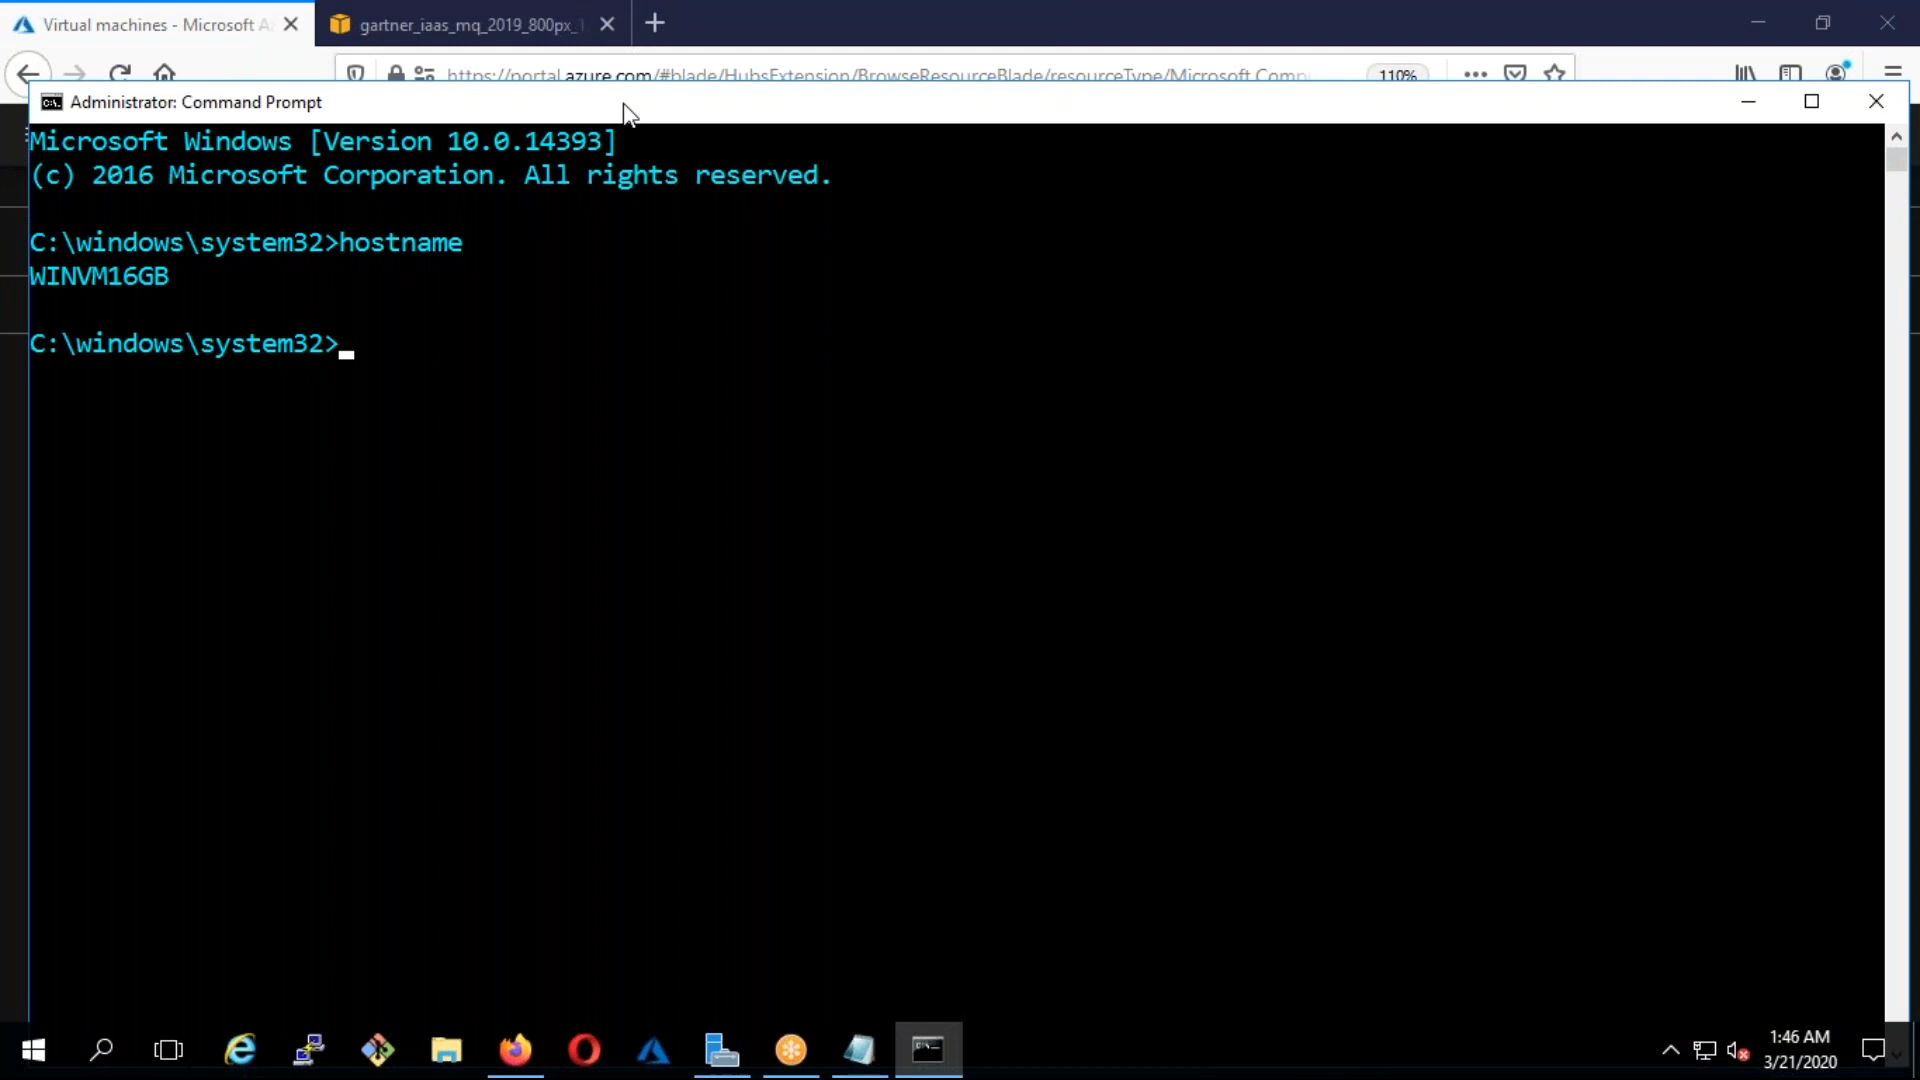 Virtual machines - Microsoft A
gartner_iaas_mq_2019_800px_1
https://portal.azure.com/#blade/HubsExtension/BrowseResourceBlade/resourceType/Microsoft.Compu
110%
Administrator: Command Prompt
Microsoft Windows [Version 10.0.14393]
(c) 2016 Microsoft Corporation. All rights reserved.
C:\windows\system32>hostname
WINVM16GB
C:\windows\system32>
1:46 AM
3/21/2020